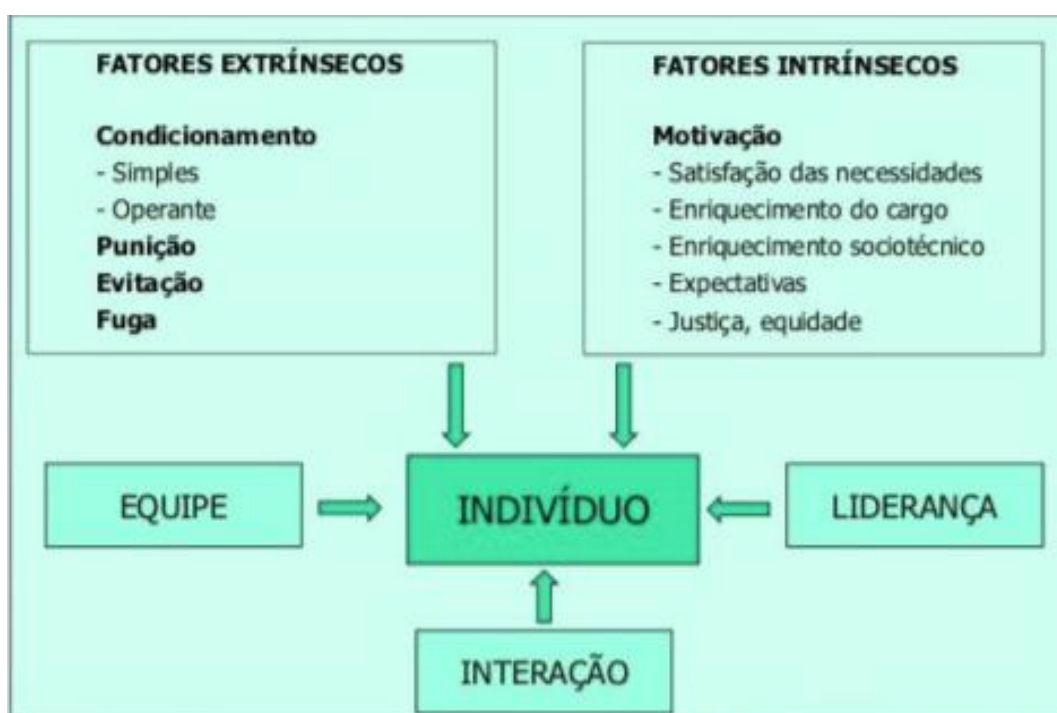 FATORES EXTRÍNSECOS
Condicionamento
- Simples
- Operante
Punição
Evitação
Fuga
FATORES INTRÍNSECOS
Motivação
- Satisfação das necessidades
- Enriquecimento do cargo
- Enriquecimento sociotécnico
- Expectativas
- Justiça, equidade
EQUIPE
INDIVÍDUO
LIDERANÇA
INTERAÇÃO